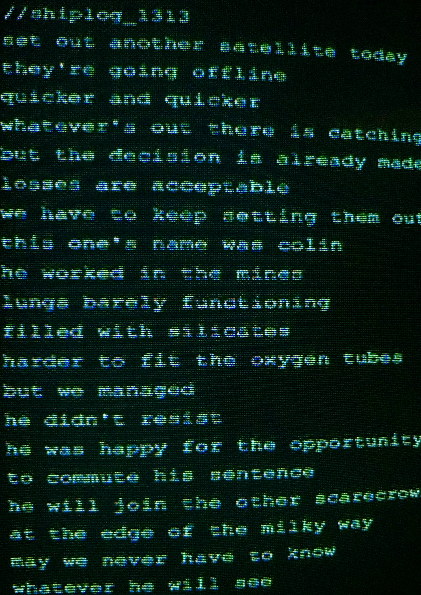 //shiplog_1313
set out another satellite today
they're going offline
quicker and quicker
whatever's out there is catching
but the decision is already made
losses are acceptable
we have to keep setting them out
this one's name was colin
he worked in the mines
lungs barely functioning
filled with silicates
harder to fit the oxygen tubes
but we managed
he didn't resist
he was happy for the opportunity
to commute his sentence
he will join the other scarecrow
at the edge of the milky way
may we never have to know
whatever he will see